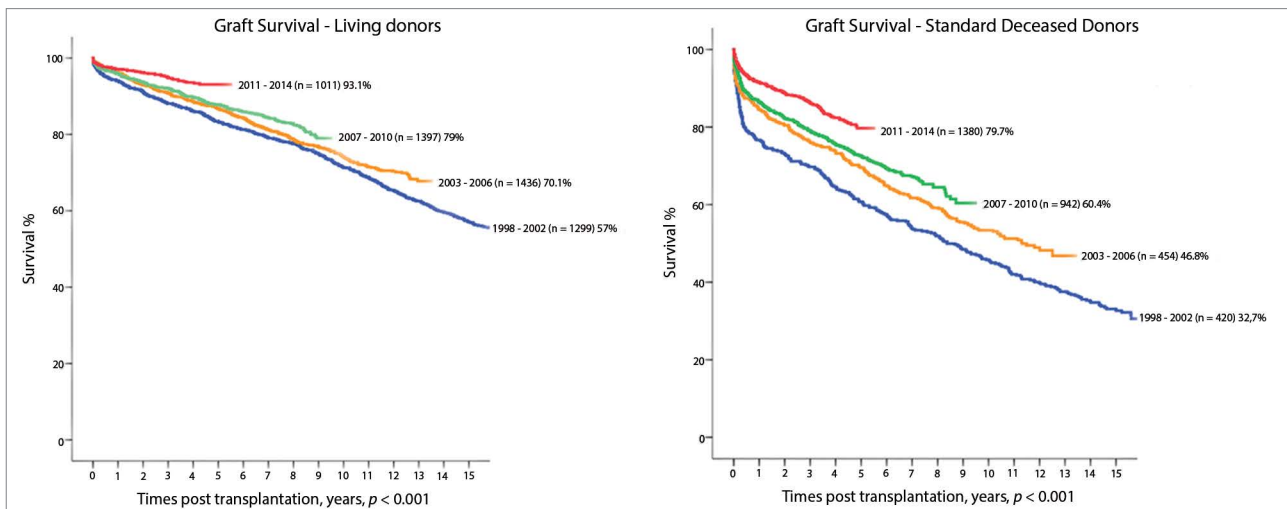 Graft Survival - Living donors
Survival %
100
80
60
40
20
0
2011 - 2014 (n = 1011) 93.1%
2007 - 2010 (n = 1397) 79%
2003 - 2006 (n = 1436) 70.1%
1998 - 2002 (n = 1299) 57%
0 1 2 3 4 5 6 7 8 9 10 11 12 13 14 15
Times post transplantation, years, p < 0.001
Graft Survival - Standard Deceased Donors
Survival %
100
80
60
40
20
0
2011 - 2014 (n = 1380) 79.7%
2007 - 2010 (n = 942) 60.4%
2003 - 2006 (n = 454) 46.8%
1998 - 2002 (n = 420) 32,7%
0 1 2 3 4 5 6 7 8 9 10 11 12 13 14 15
Times post transplantation, years, p < 0.001